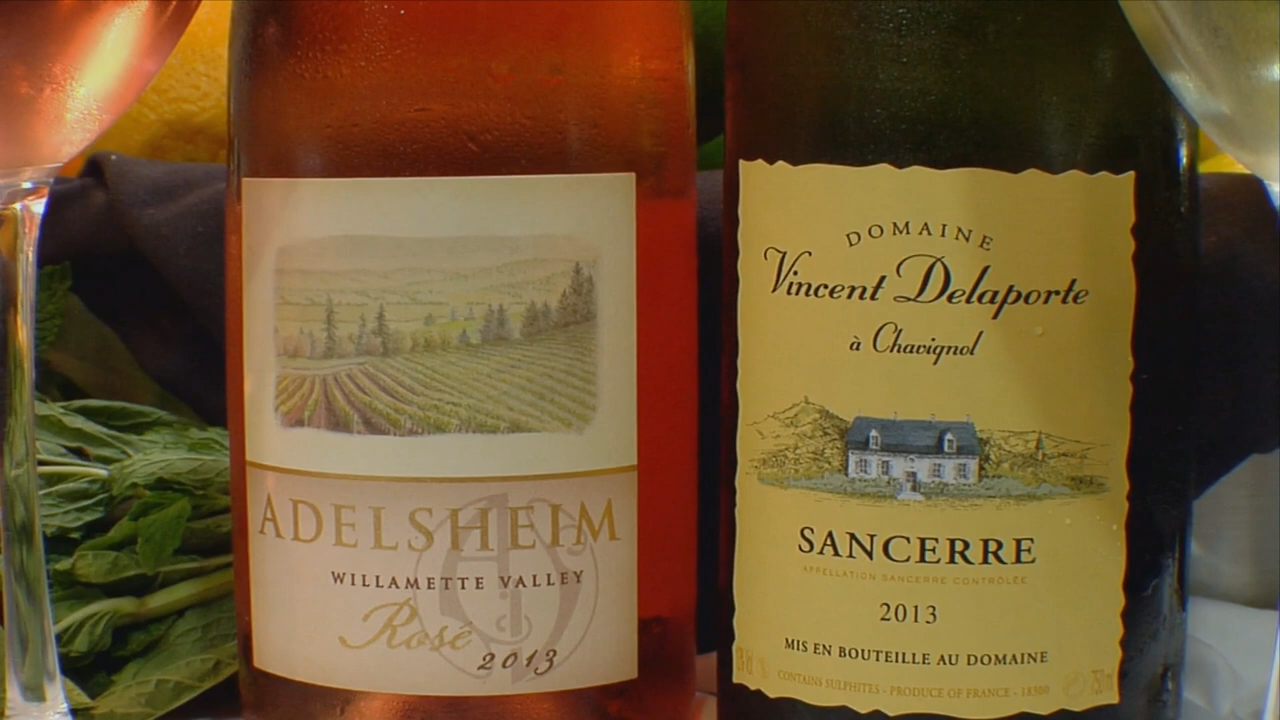 ADELSHEIM
WILLAMETTE VALLEY
Rosé
2013
DOMAINE
Vincent Delaporte
à Chavignol
SANCERRE
APPELLATION SANCERRE CONTRÔLÉE
2013
MIS EN BOUTEILLE AU DOMAINE
CONTAINS SULPHITES - PRODUCE OF FRANCE - 18300